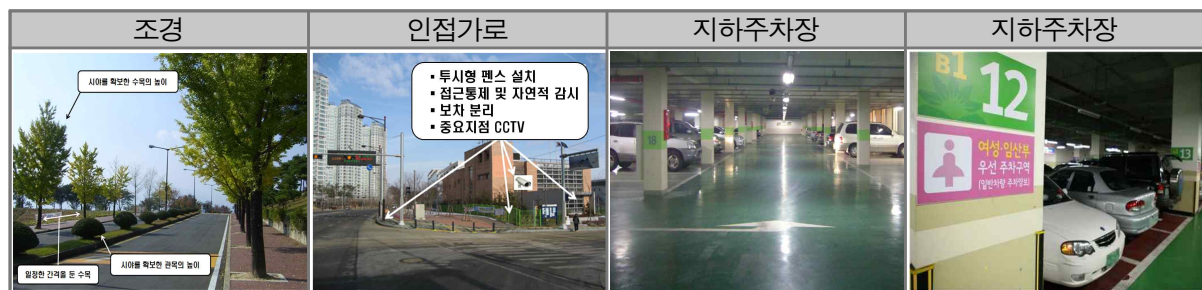 조경
인접가로
지하주차장
지하주차장
시야를 확보한 수목의 높이
일정한 간격을 둔 수목
시야를 확보한 관목의 높이
▪ 투시형 펜스 설치
▪ 접근통제 및 자연적 감시
▪ 보차 분리
▪ 중요지점 CCTV
18
B1
12
여성·임산부
우선 주차구역
(일반차량 주차양보)
13